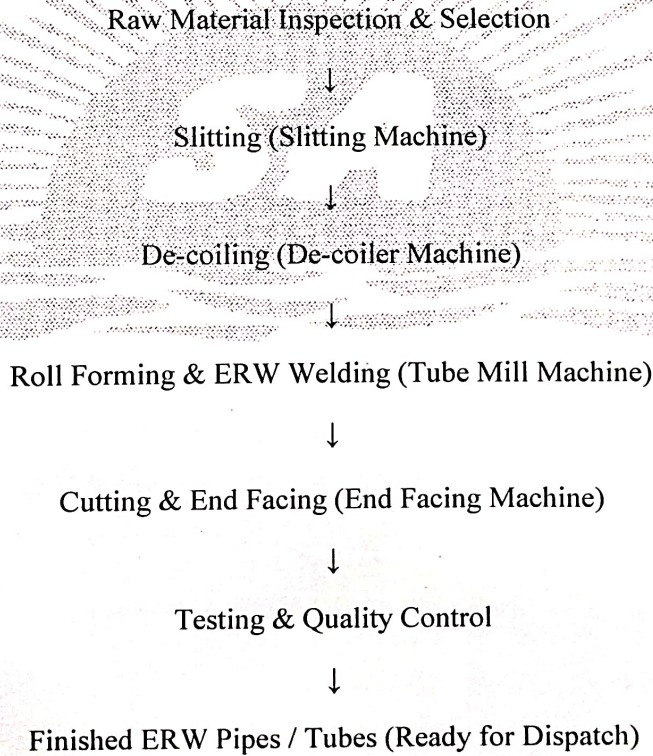 Raw Material Inspection & Selection
↓
Slitting (Slitting Machine)
↓
De-coiling (De-coiler Machine)
↓
Roll Forming & ERW Welding (Tube Mill Machine)
↓
Cutting & End Facing (End Facing Machine)
↓
Testing & Quality Control
↓
Finished ERW Pipes / Tubes (Ready for Dispatch)
SA